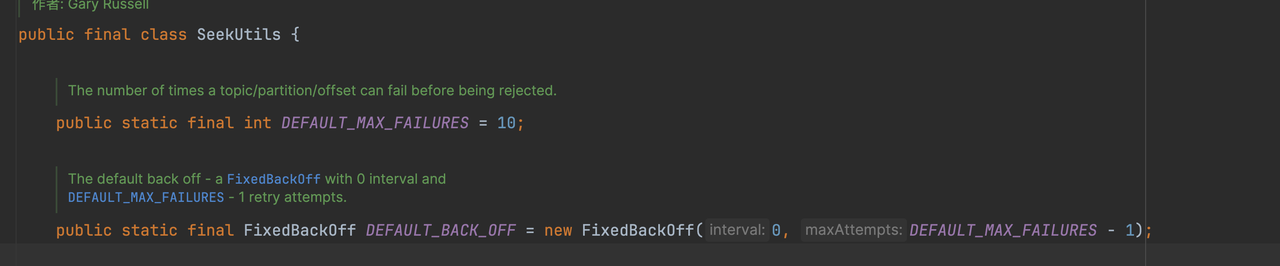 作者: Gary Russell
public final class SeekUtils {
The number of times a topic/partition/offset can fail before being rejected.
public static final int DEFAULT_MAX_FAILURES = 10;
The default back off - a FixedBackOff with 0 interval and
DEFAULT_MAX_FAILURES - 1 retry attempts.
public static final FixedBackOff DEFAULT_BACK_OFF = new FixedBackOff( interval: 0, maxAttempts: DEFAULT_MAX_FAILURES - 1);